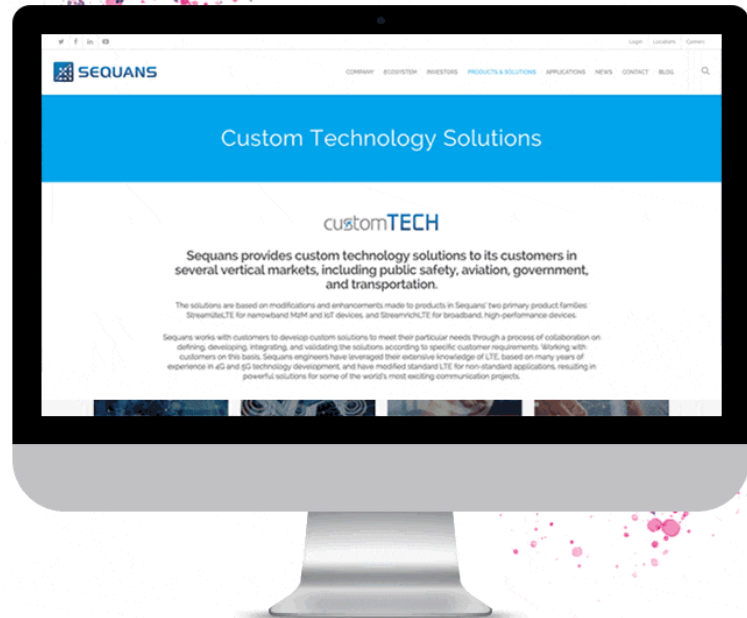 Login Locations Careers
SEQUANS
COMPANY ECOSYSTEM INVESTORS PRODUCTS & SOLUTIONS APPLICATIONS NEWS CONTACT BLOG
Custom Technology Solutions
customTECH
Sequans provides custom technology solutions to its customers in
several vertical markets, including public safety, aviation, government,
and transportation.
The solutions are based on modifications and enhancements made to products in Sequans' two primary product families:
StreamliteLTE for narrowband M2M and IoT devices, and StreamrichLTE for broadband, high-performance devices.
Sequans works with customers to develop custom solutions to meet their particular needs through a process of collaboration on
defining, developing, integrating, and validating the solutions according to specific customer requirements. Working with
customers on this basis, Sequans engineers have leveraged their extensive knowledge of LTE, based on many years of
experience in 4G and 5G technology development, and have modified standard LTE for non-standard applications, resulting in
powerful solutions for some of the world's most exciting communication projects.